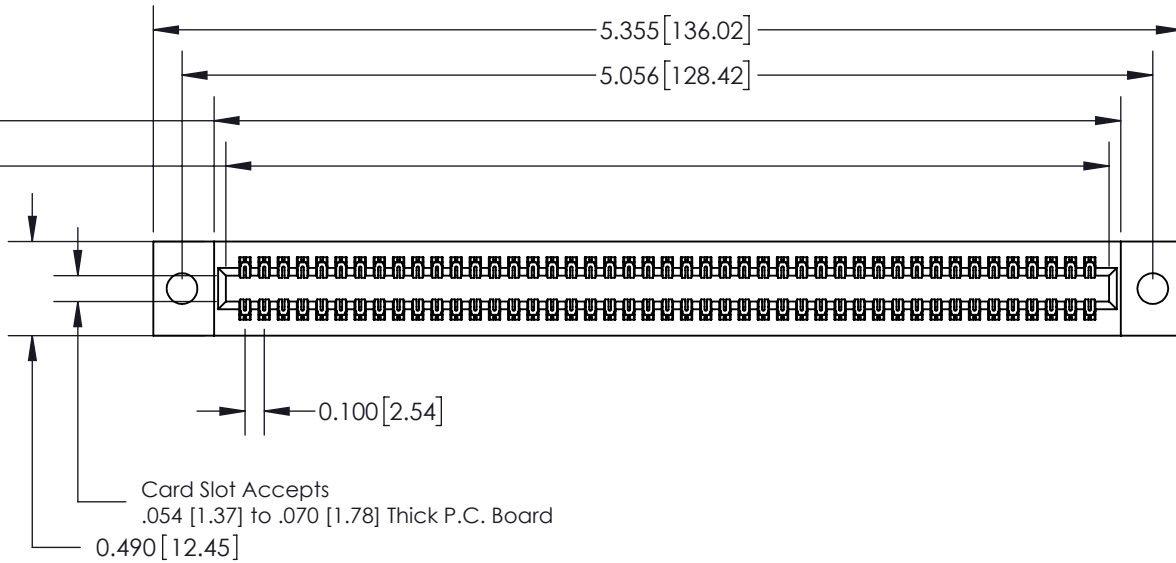 5.355[136.02]
5.056[128.42]
0.100[2.54]
Card Slot Accepts
.054 [1.37] to .070 [1.78] Thick P.C. Board
0.490[12.45]